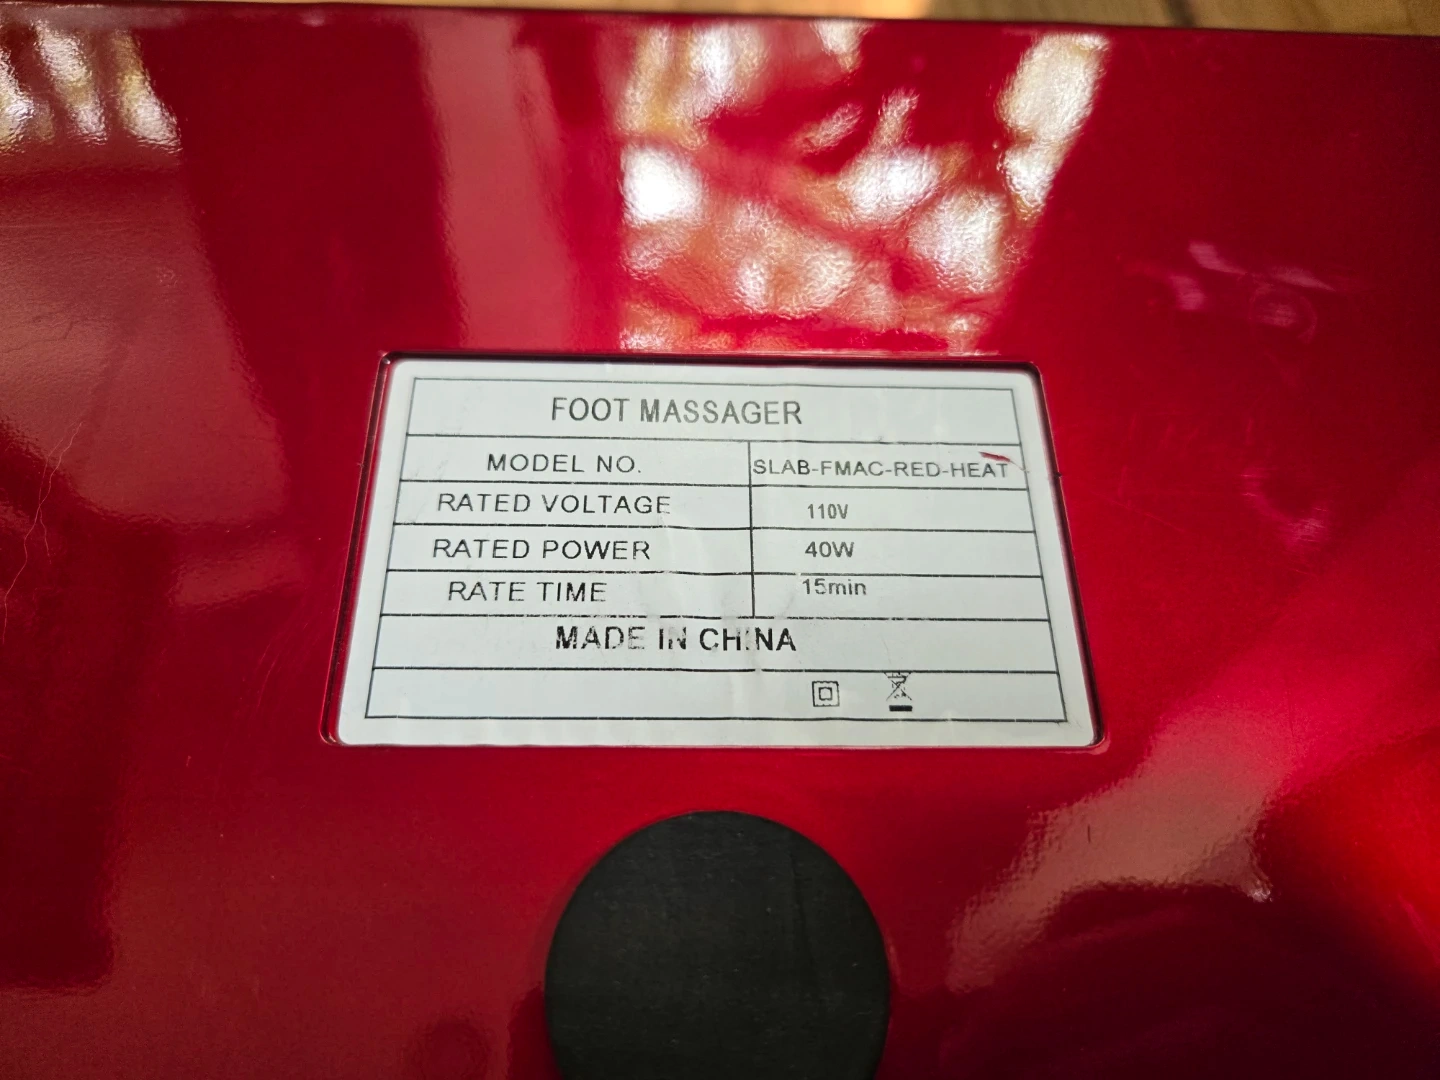 FOOT MASSAGER
MODEL NO. SLAB-FMAC-RED-HEAT
RATED VOLTAGE 110V
RATED POWER 40W
RATE TIME 15min
MADE IN CHINA